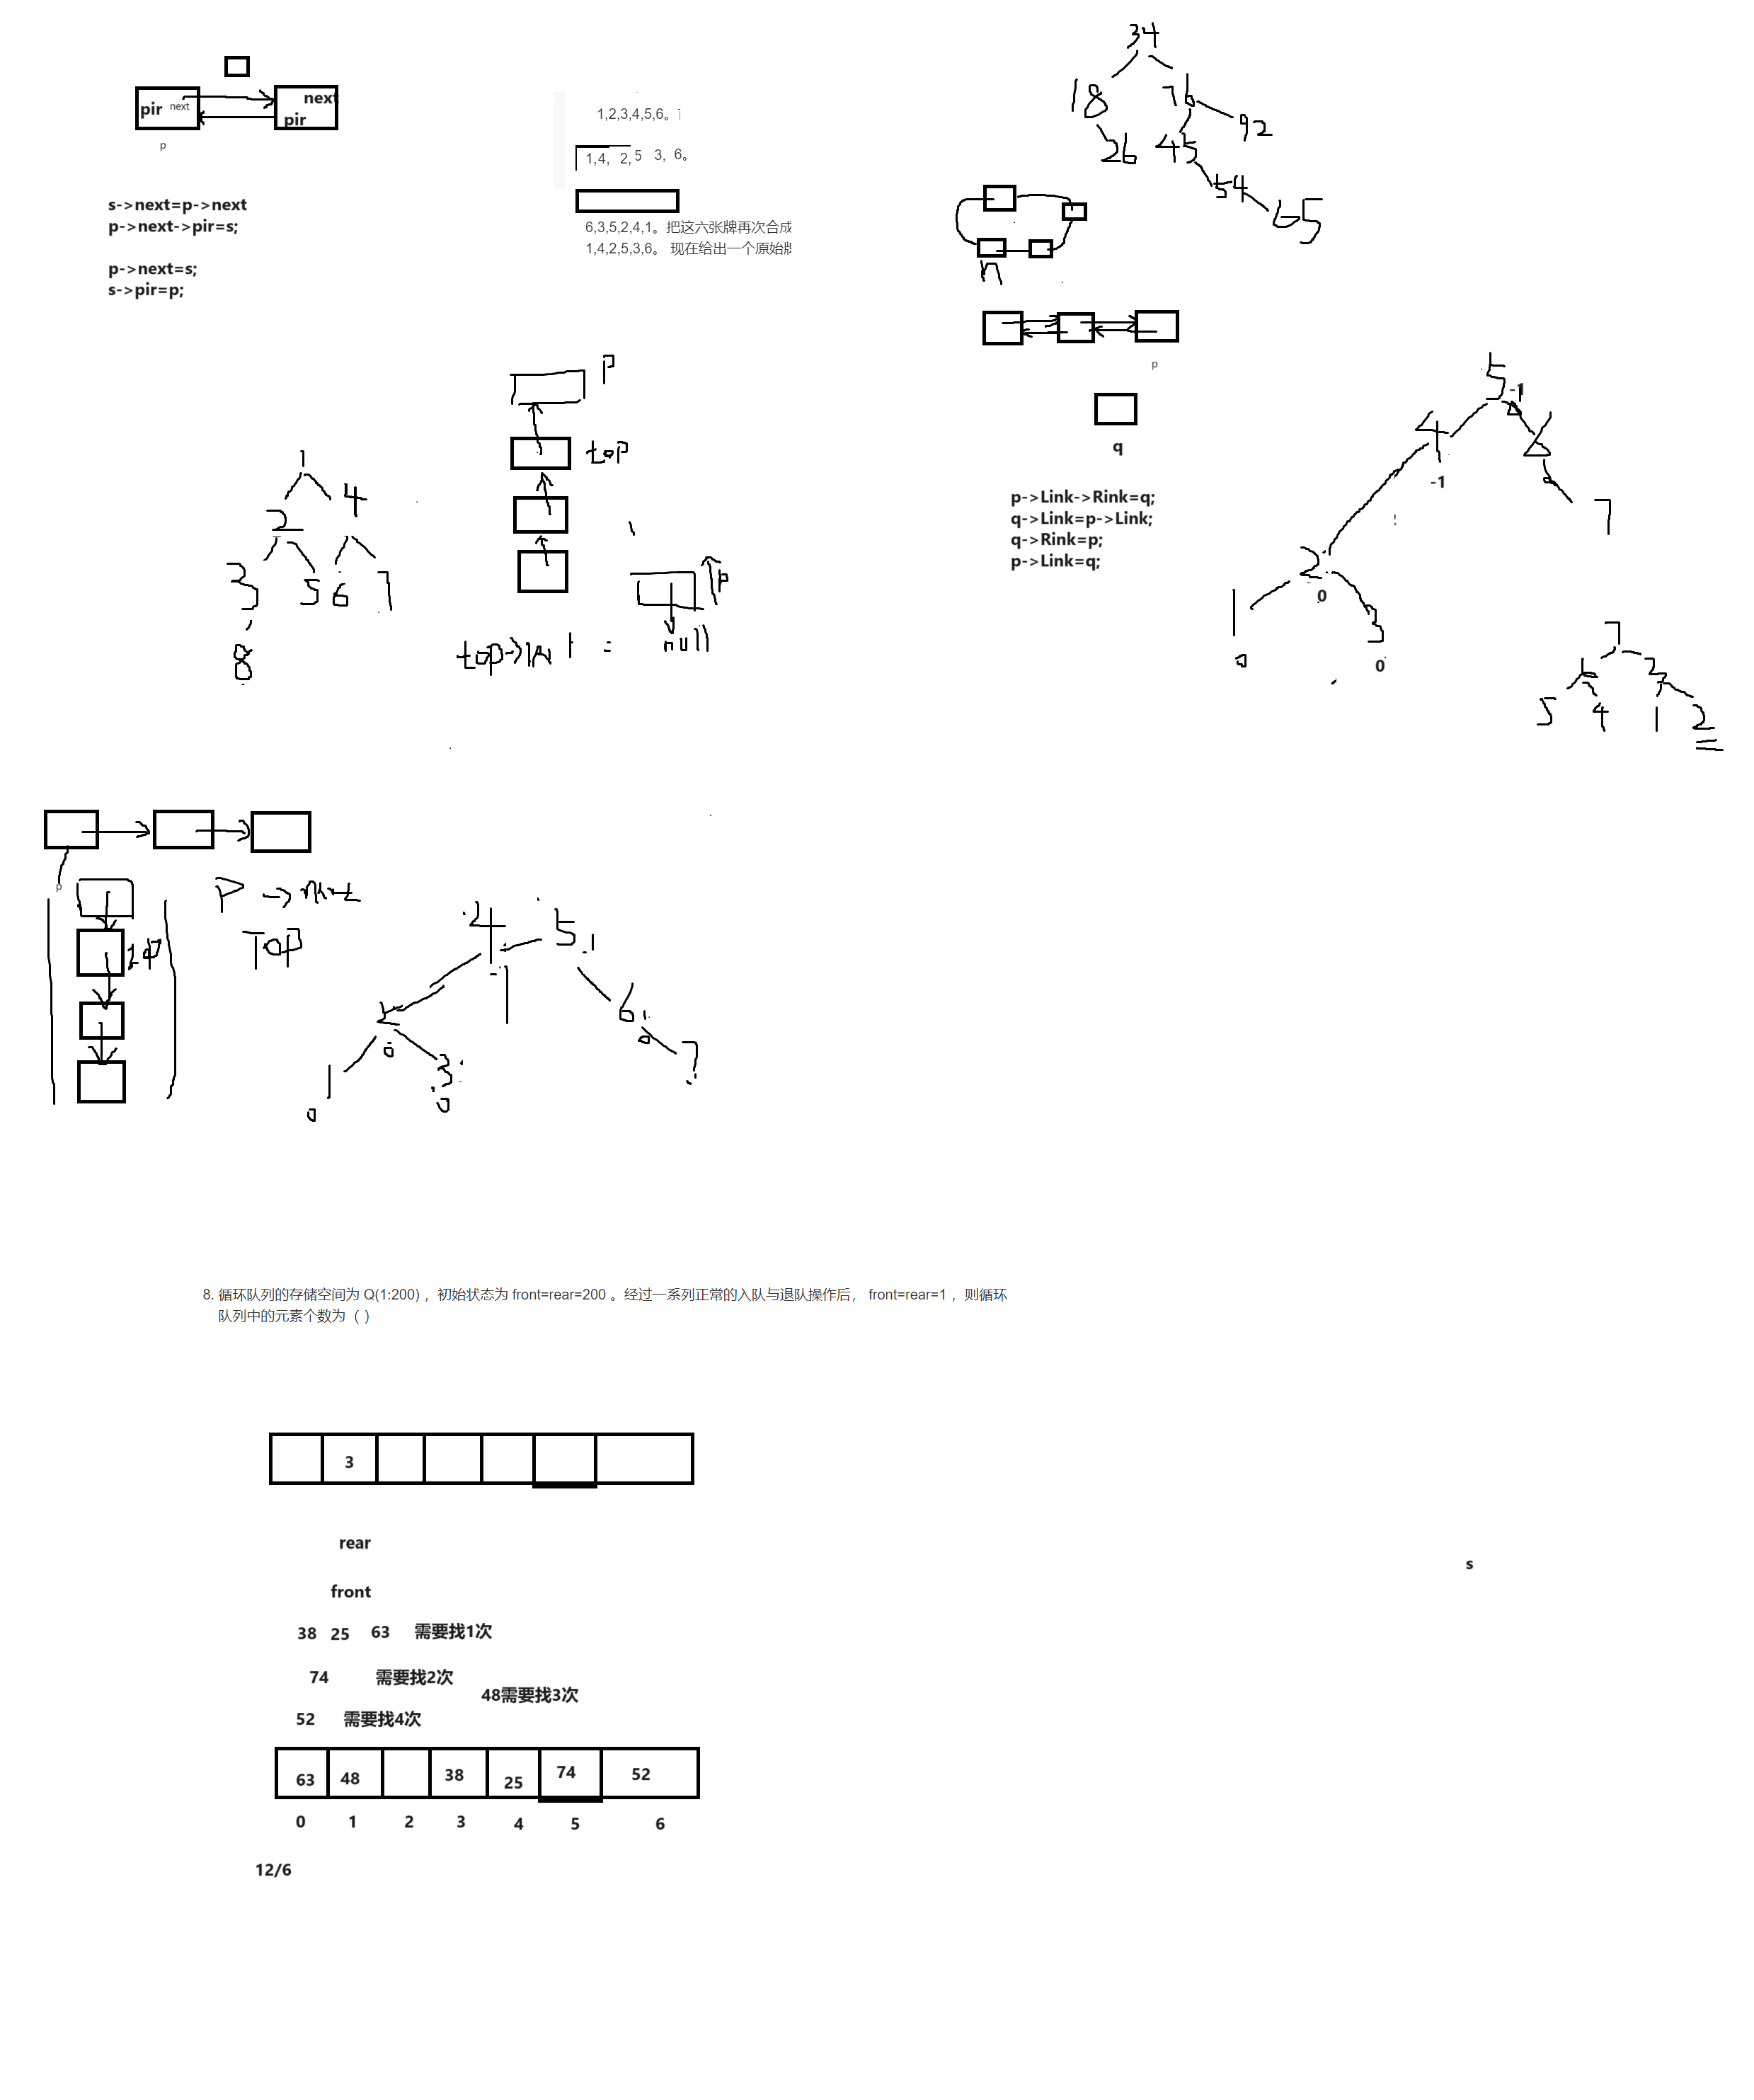 pir next
next
pir
p
s->next=p->next
p->next->pir=s;
p->next=s;
s->pir=p;
1,2,3,4,5,6。
1,4, 2,5 3, 6。
6,3,5,2,4,1。把这六张牌再次合成
1,4,2,5,3,6。 现在给出一个原始牌
34
18 76
26 45 92
54
65
n
p
q
p->Link->Rink=q;
q->Link=p->Link;
q->Rink=p;
p->Link=q;
5 -1
4 6
-1
7
2
0
1 3
0 0
7
6 3
5 4 1 2
p
top
p
null
1
2 4
3 5 6 7
8
p
top
P ->
TOP
4 5
-1
2 6
0 0
1 3 7
0 0
8. 循环队列的存储空间为 Q(1:200) ，初始状态为 front=rear=200 。经过一系列正常的入队与退队操作后， front=rear=1 ，则循环
队列中的元素个数为（ ）
3
rear
front
s
38 25 63 需要找1次
74 需要找2次
48需要找3次
52 需要找4次
63 48 38 25 74 52
0 1 2 3 4 5 6
12/6